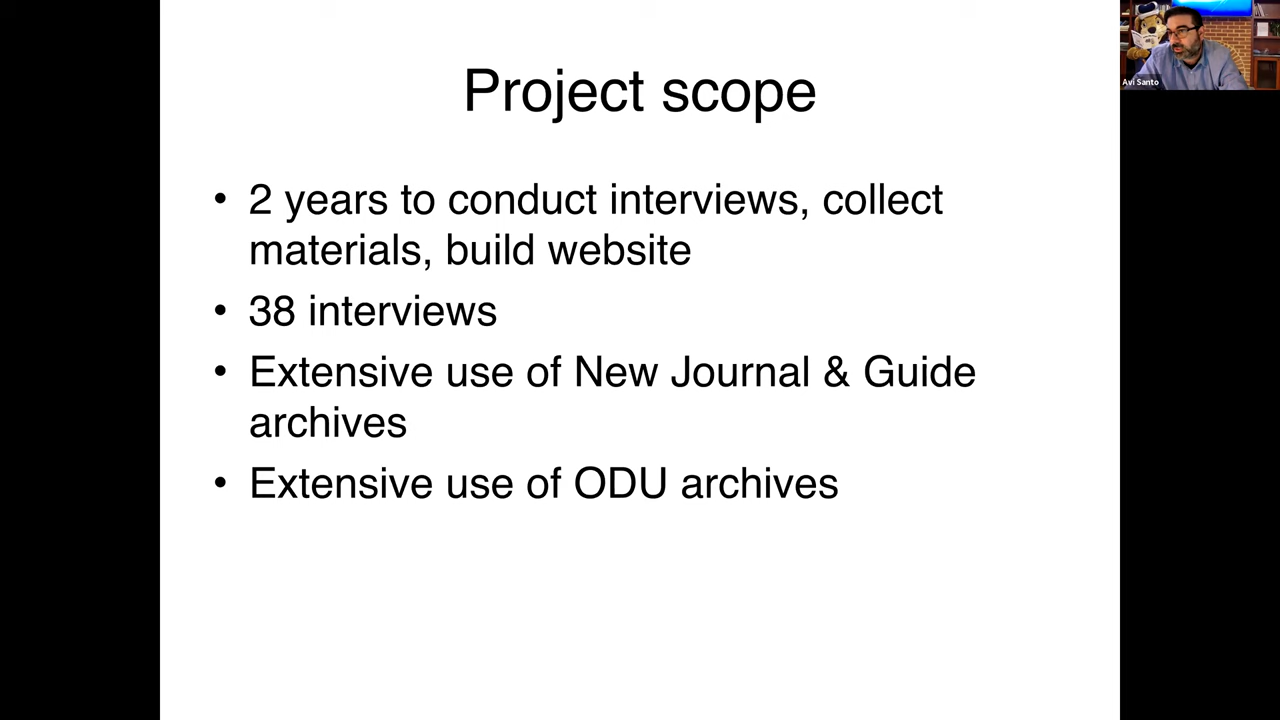 Project scope
• 2 years to conduct interviews, collect
materials, build website
• 38 interviews
• Extensive use of New Journal & Guide
archives
• Extensive use of ODU archives
Avi Santo